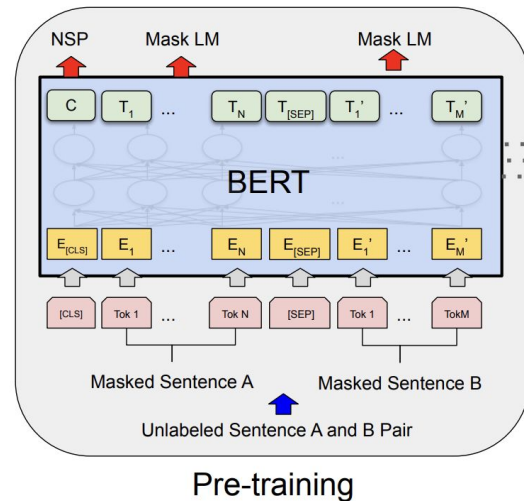 NSP Mask LM Mask LM
C T1 ... TN T[SEP] T1' ... TM'
...
BERT
...
E[CLS] E1 ... EN E[SEP] E1' ... EM'
[CLS] Tok 1 ... Tok N [SEP] Tok 1 ... TokM
Masked Sentence A Masked Sentence B
Unlabeled Sentence A and B Pair
Pre-training